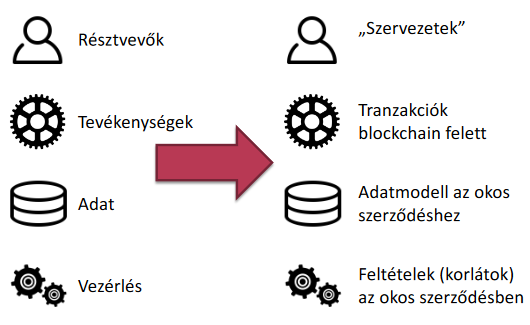 Résztvevők
„Szervezetek”
Tevékenységek
Tranzakciók
blockchain felett
Adat
Adatmodell az okos
szerződéshez
Vezérlés
Feltételek (korlátok)
az okos szerződésben